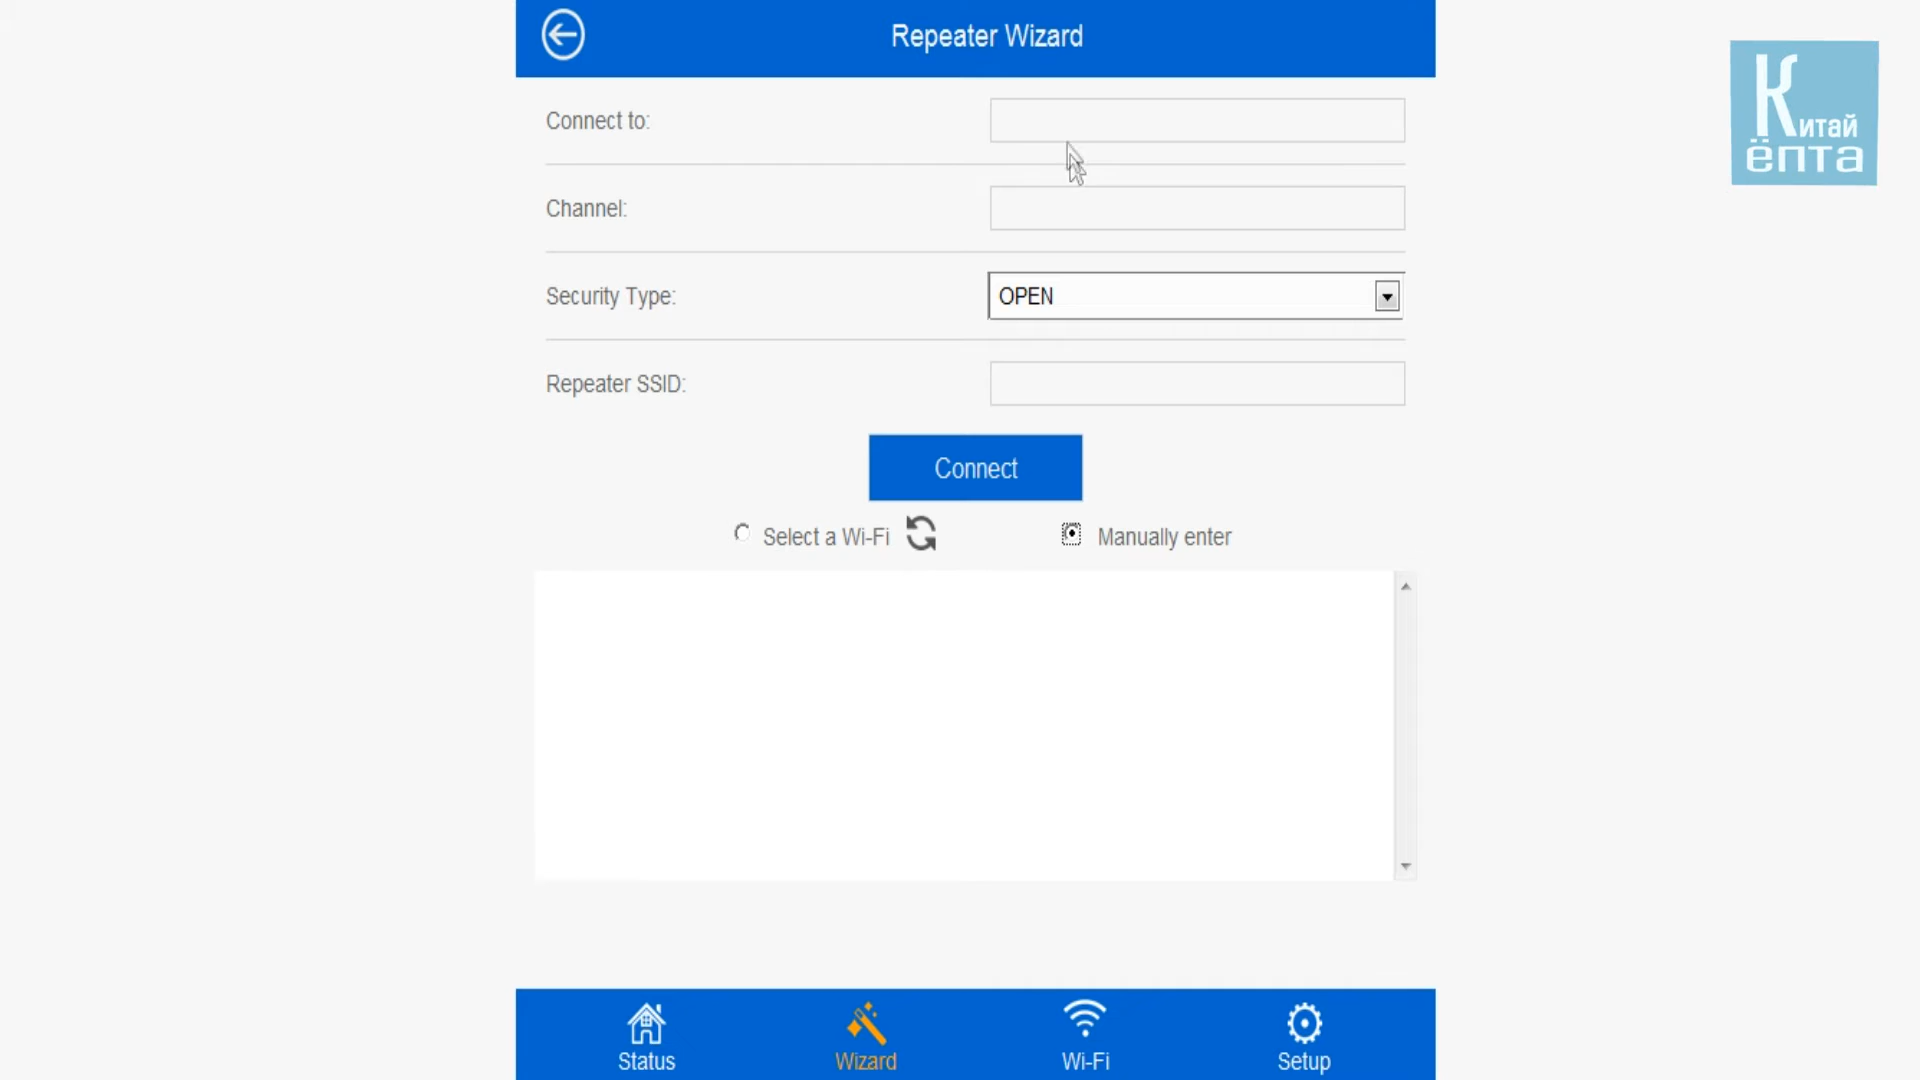 Repeater Wizard
Китай
ёпта
Connect to:
Channel:
Security Type:
OPEN
Repeater SSID:
Connect
Select a Wi-Fi
Manually enter
Status
Wizard
Wi-Fi
Setup